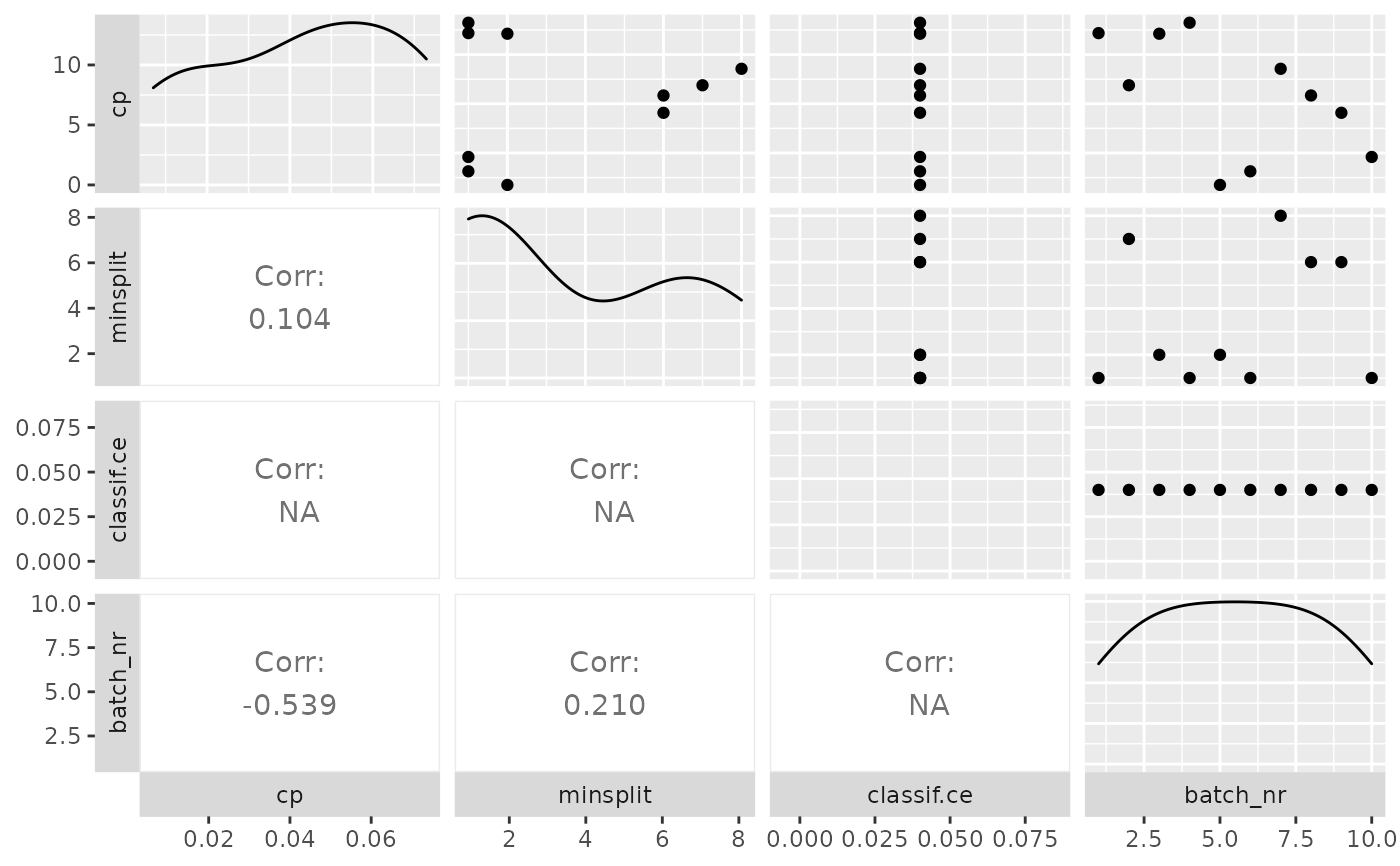 10
5
0
cp
8
6
4
2
minsplit
Corr:
0.104
0.075
0.050
0.025
0.000
classif.ce
Corr:
NA
Corr:
NA
10.0
7.5
5.0
2.5
batch_nr
Corr:
-0.539
Corr:
0.210
Corr:
NA
cp minsplit classif.ce batch_nr
0.02 0.04 0.06 2 4 6 8 0.000 0.025 0.050 0.075 2.5 5.0 7.5 10.0